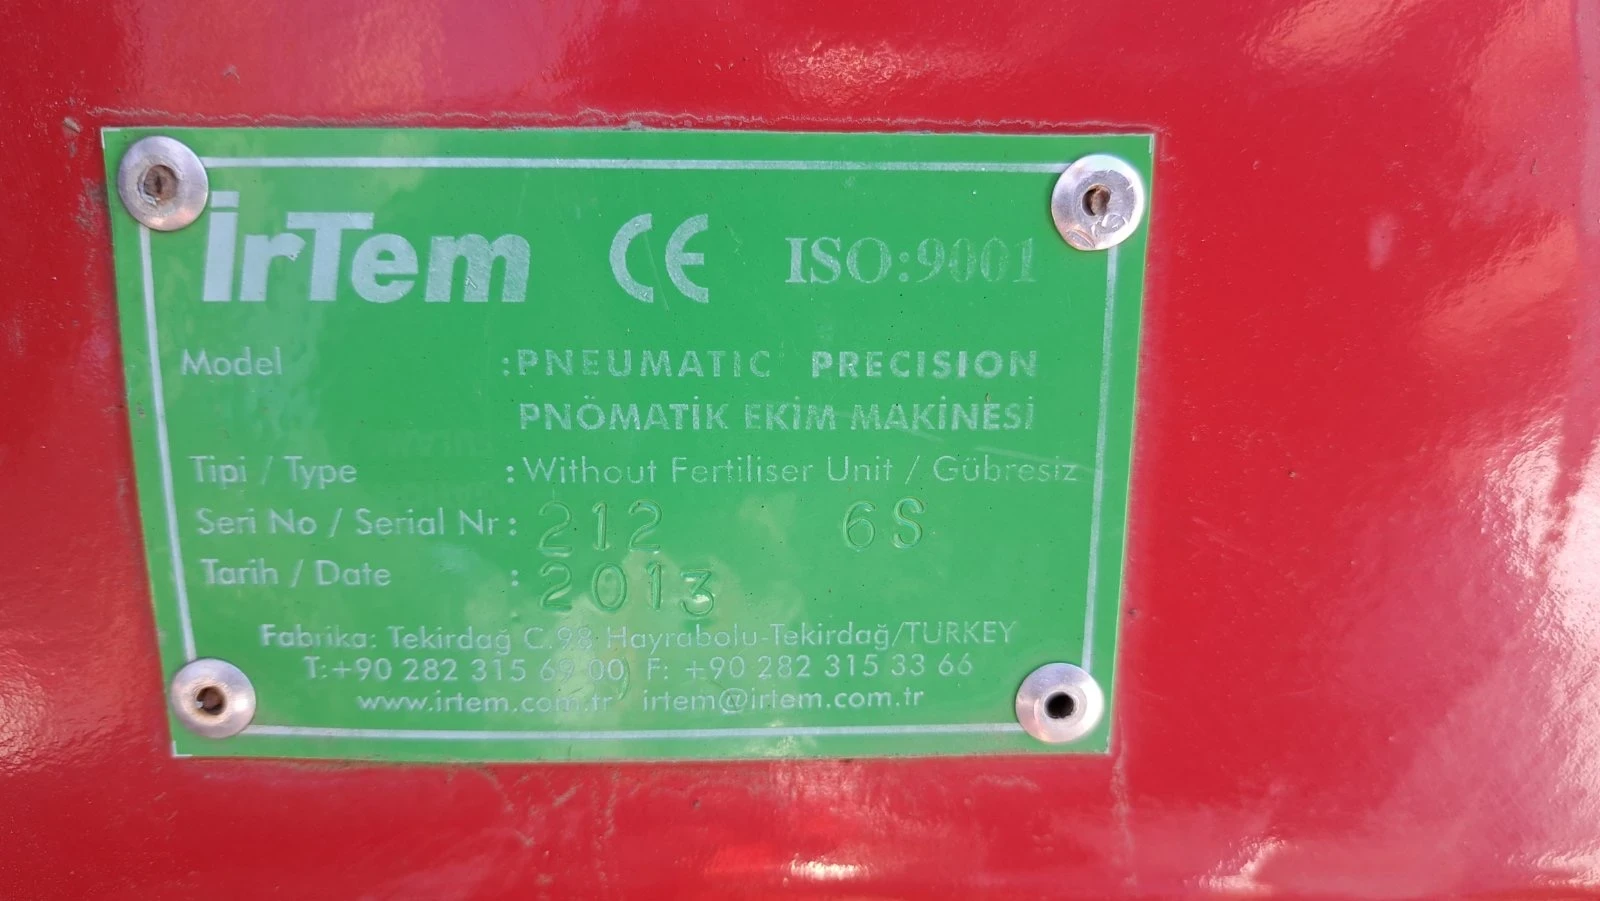 İrTem CE ISO:9001
Model :PNEUMATIC PRECISION
PNÖMATİK EKİM MAKİNESİ
Tipi / Type : Without Fertiliser Unit / Gübresiz
Seri No / Serial Nr : 212 6S
Tarih / Date : 2013
Fabrika: Tekirdağ C.98 Hayrabolu-Tekirdağ/TURKEY
T:+90 282 315 69 00 F: +90 282 315 33 66
www.irtem.com.tr irtem@irtem.com.tr